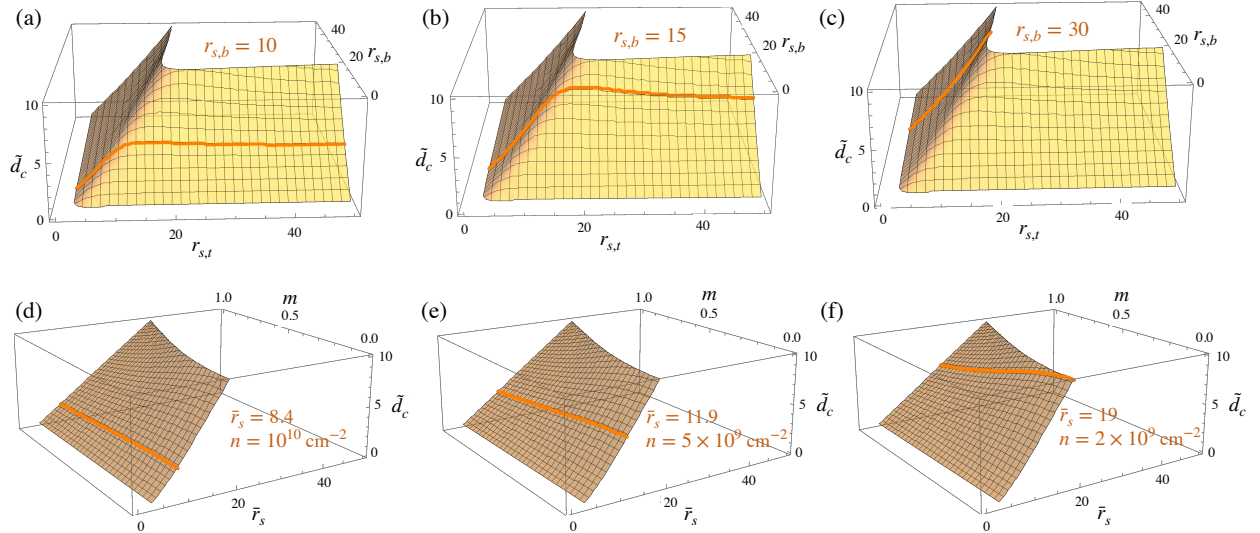 (a)
r_{s,b} = 10
40
20
r_{s,b}
0
10
5
d̃_c
0
0
20
40
r_{s,t}
(b)
r_{s,b} = 15
40
20
r_{s,b}
0
10
5
d̃_c
0
0
20
40
r_{s,t}
(c)
r_{s,b} = 30
40
20
r_{s,b}
0
10
5
d̃_c
0
0
20
40
r_{s,t}
(d)
1.0
m
0.5
0.0
10
5
d̃_c
0
r̄_s = 8.4
n = 10^{10} cm^{−2}
40
20
r̄_s
0
(e)
1.0
m
0.5
0.0
10
5
d̃_c
0
r̄_s = 11.9
n = 5 × 10^9 cm^{−2}
40
20
r̄_s
0
(f)
1.0
m
0.5
0.0
10
5
d̃_c
0
r̄_s = 19
n = 2 × 10^9 cm^{−2}
40
20
r̄_s
0